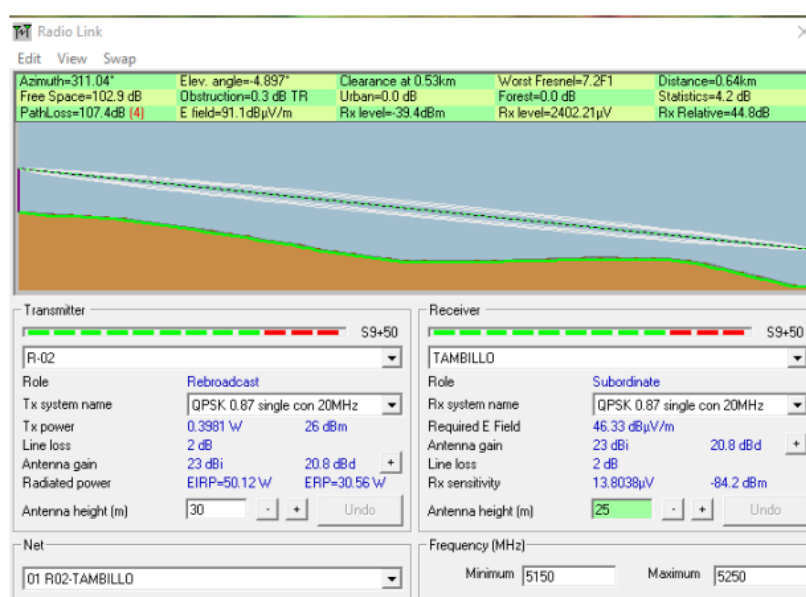 Radio Link
Edit View Swap
Azimuth=311.04° Elev. angle=-4.897° Clearance at 0.53km Worst Fresnel=7.2F1 Distance=0.64km
Free Space=102.9 dB Obstruction=0.3 dB TR Urban=0.0 dB Forest=0.0 dB Statistics=4.2 dB
PathLoss=107.4dB (4) E field=91.1dBµV/m Rx level=-39.4dBm Rx level=2402.21µV Rx Relative=44.8dB
Transmitter
S9+50
R-02
Role Rebroadcast
Tx system name QPSK 0.87 single con 20MHz
Tx power 0.3981 W 26 dBm
Line loss 2 dB
Antenna gain 23 dBi 20.8 dBd +
Radiated power EIRP=50.12 W ERP=30.56 W
Antenna height (m) 30 - + Undo
Net
01 R02-TAMBILLO
Receiver
S9+50
TAMBILLO
Role Subordinate
Rx system name QPSK 0.87 single con 20MHz
Required E Field 46.33 dBµV/m
Antenna gain 23 dBi 20.8 dBd +
Line loss 2 dB
Rx sensitivity 13.8038µV -84.2 dBm
Antenna height (m) 25 - + Undo
Frequency (MHz)
Minimum 5150 Maximum 5250